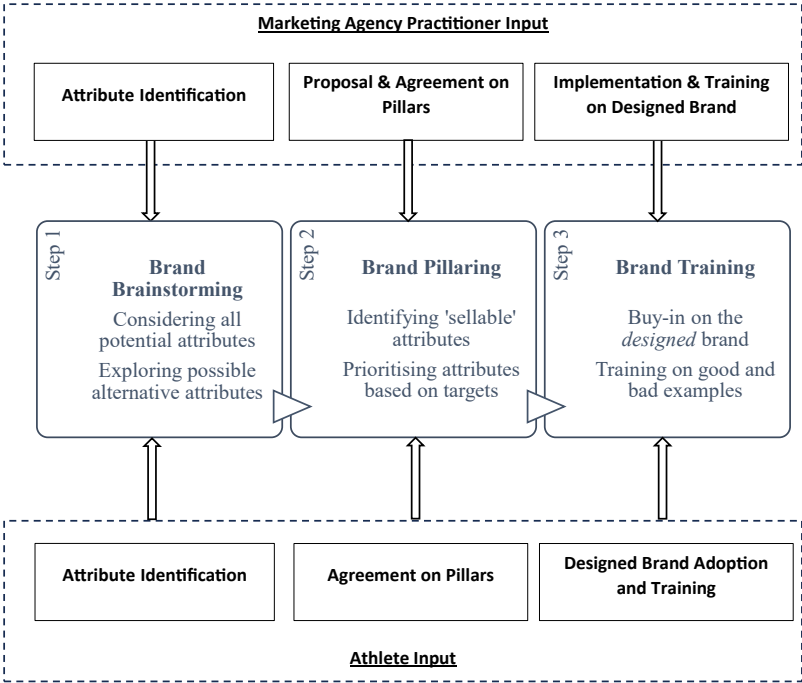 Marketing Agency Practitioner Input
Attribute Identification
Proposal & Agreement on
Pillars
Implementation & Training
on Designed Brand
Step 1
Brand
Brainstorming
Considering all
potential attributes
Exploring possible
alternative attributes
Step 2
Brand Pillaring
Identifying 'sellable'
attributes
Prioritising attributes
based on targets
Step 3
Brand Training
Buy-in on the
designed brand
Training on good and
bad examples
Attribute Identification
Agreement on Pillars
Designed Brand Adoption
and Training
Athlete Input